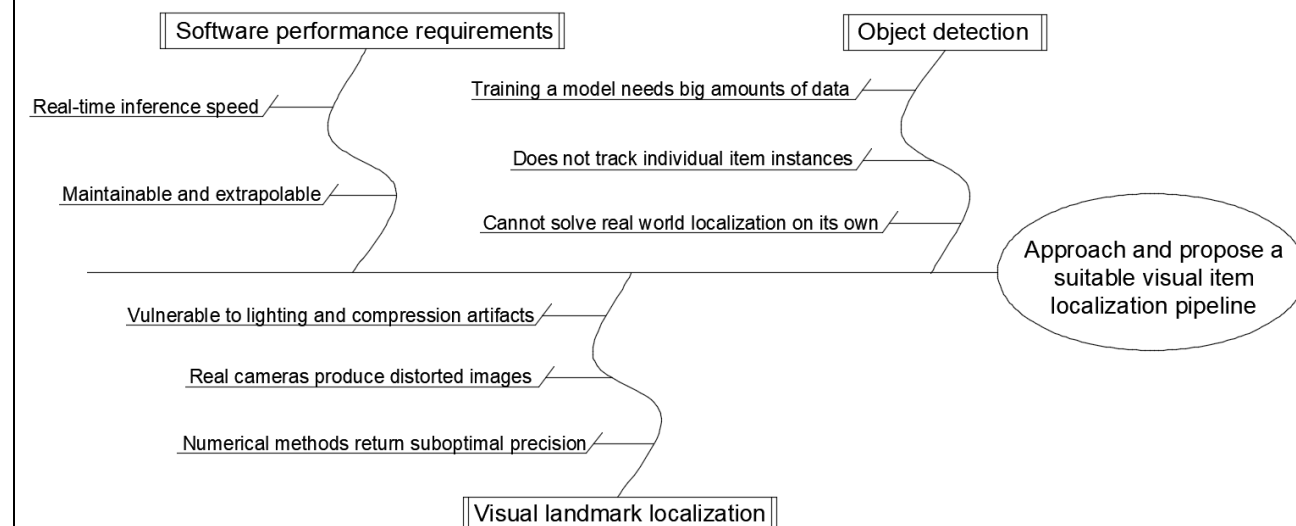 Software performance requirements
Real-time inference speed
Maintainable and extrapolable
Object detection
Training a model needs big amounts of data
Does not track individual item instances
Cannot solve real world localization on its own
Approach and propose a
suitable visual item
localization pipeline
Vulnerable to lighting and compression artifacts
Real cameras produce distorted images
Numerical methods return suboptimal precision
Visual landmark localization